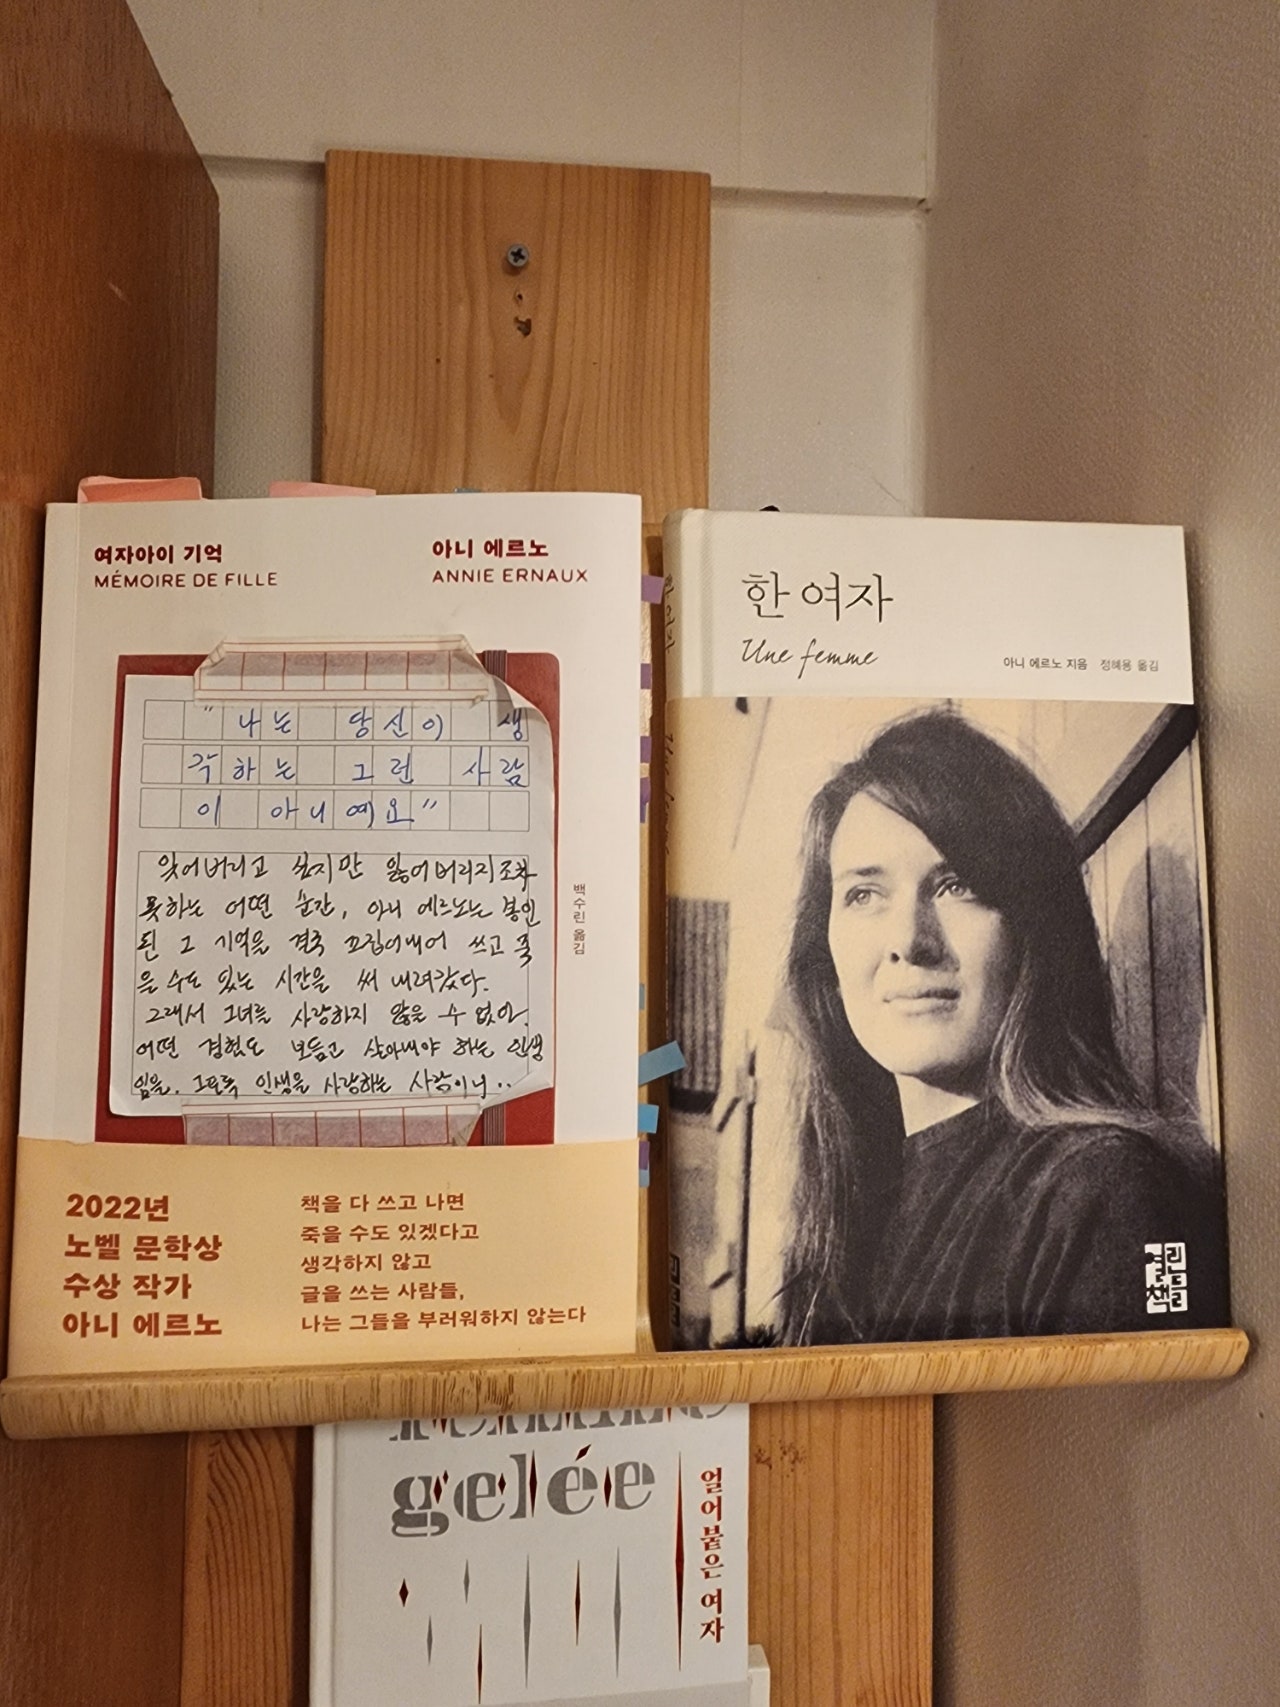 여자아이 기억
MÉMOIRE DE FILLE
아니 에르노
ANNIE ERNAUX
"나는 당신이 생
각하는 그런 사람
이 아니예요"
잊어버리고 싶지만 잃어버리지조차
못하는 어떤 순간, 아니 에르노는 봉인
된 그 기억을 결국 끄집어내어 쓰고 죽
을 수도 있는 시간을 써 내려갔다.
그래서 그녀를 사랑하지 않을 수 없어.
어떤 경험도 보듬고 살아내야 하는 인생
임을. 그토록 인생을 사랑하는 사람이니..
백수린 옮김
2022년
노벨 문학상
수상 작가
아니 에르노
책을 다 쓰고 나면
죽을 수도 있겠다고
생각하지 않고
글을 쓰는 사람들,
나는 그들을 부러워하지 않는다
한 여자
한 여자
Une femme
아니 에르노 지음 정혜용 옮김
열린책들
gelée
얼어붙은 여자